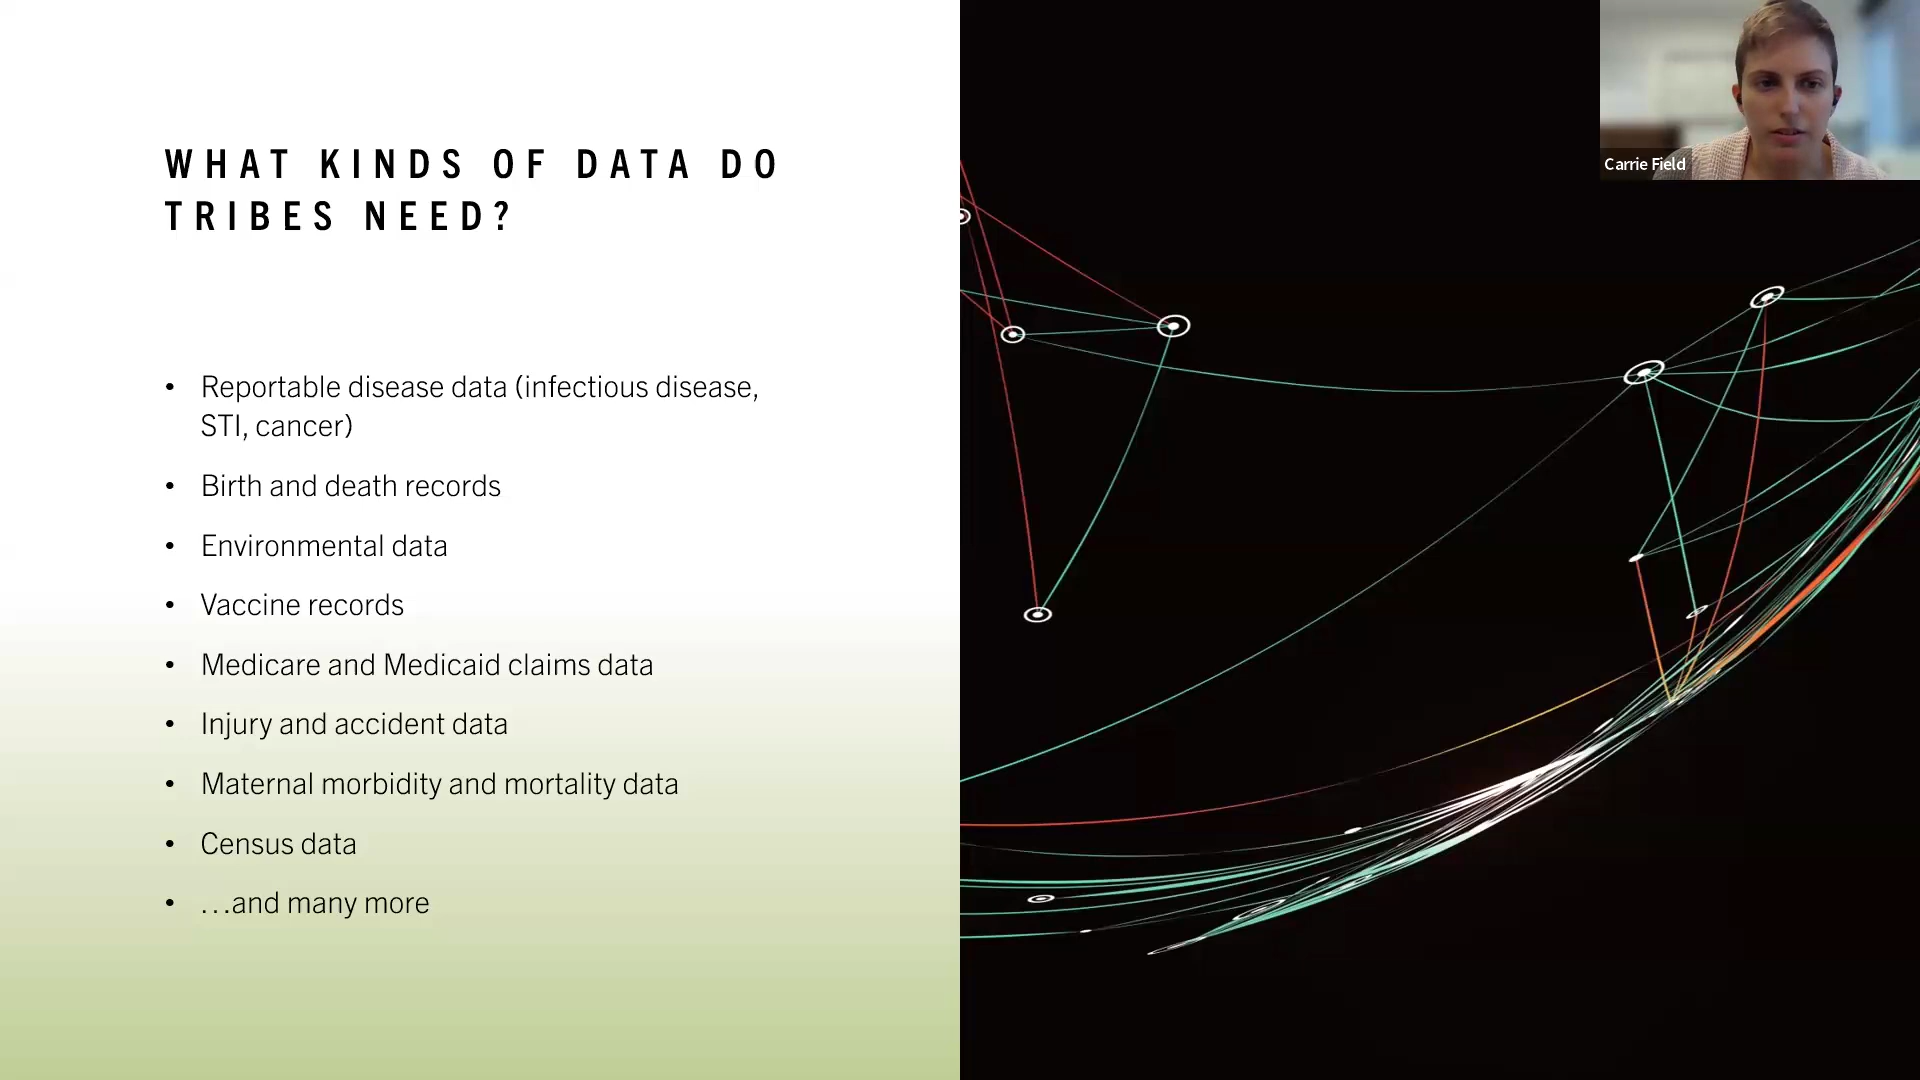 WHAT KINDS OF DATA DO
TRIBES NEED?
• Reportable disease data (infectious disease,
STI, cancer)
• Birth and death records
• Environmental data
• Vaccine records
• Medicare and Medicaid claims data
• Injury and accident data
• Maternal morbidity and mortality data
• Census data
• …and many more
Carrie Field